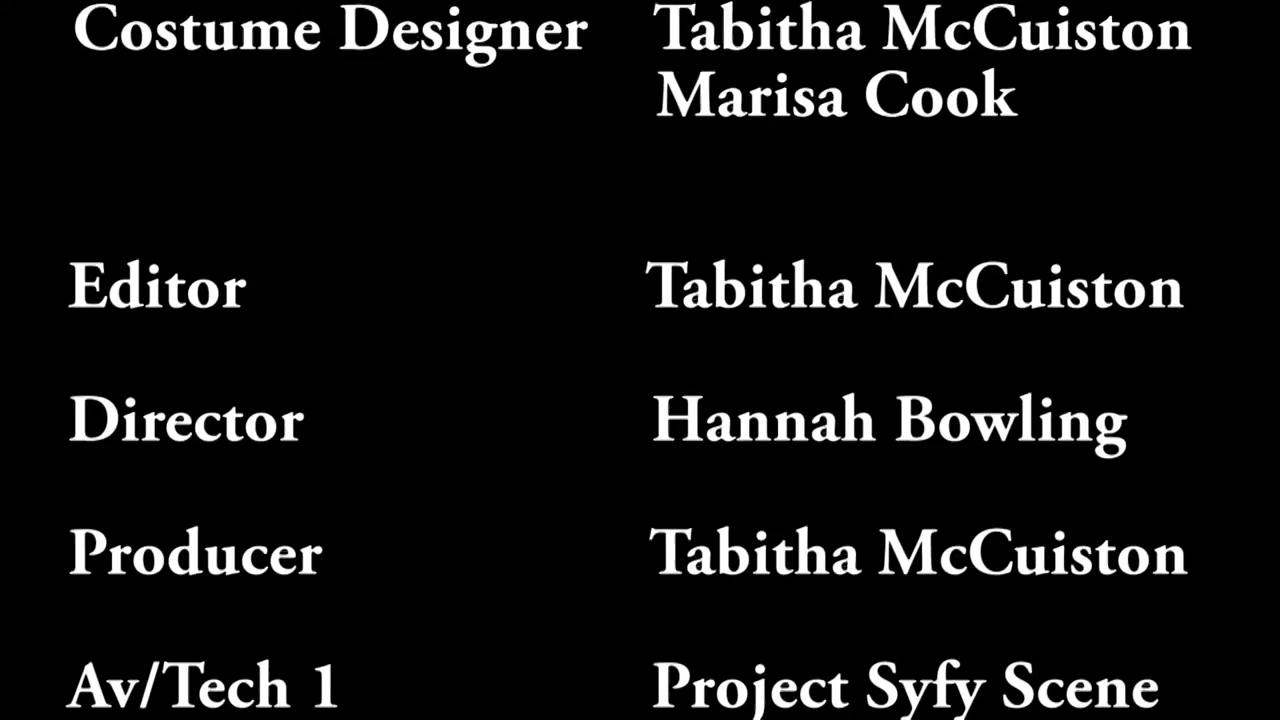 Costume Designer Tabitha McCuiston
Marisa Cook
Editor Tabitha McCuiston
Director Hannah Bowling
Producer Tabitha McCuiston
Av/Tech 1 Project Syfy Scene